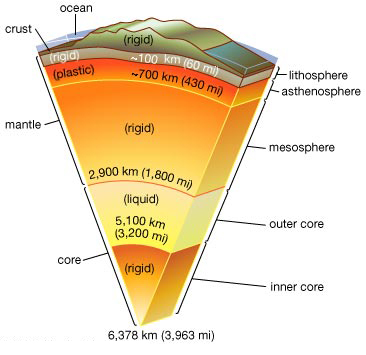 ocean
crust
(rigid)
(rigid)
~100 km (60 mi)
(plastic)
~700 km (430 mi)
lithosphere
asthenosphere
mantle
(rigid)
mesosphere
2,900 km (1,800 mi)
(liquid)
5,100 km
(3,200 mi)
outer core
core
(rigid)
inner core
6,378 km (3,963 mi)